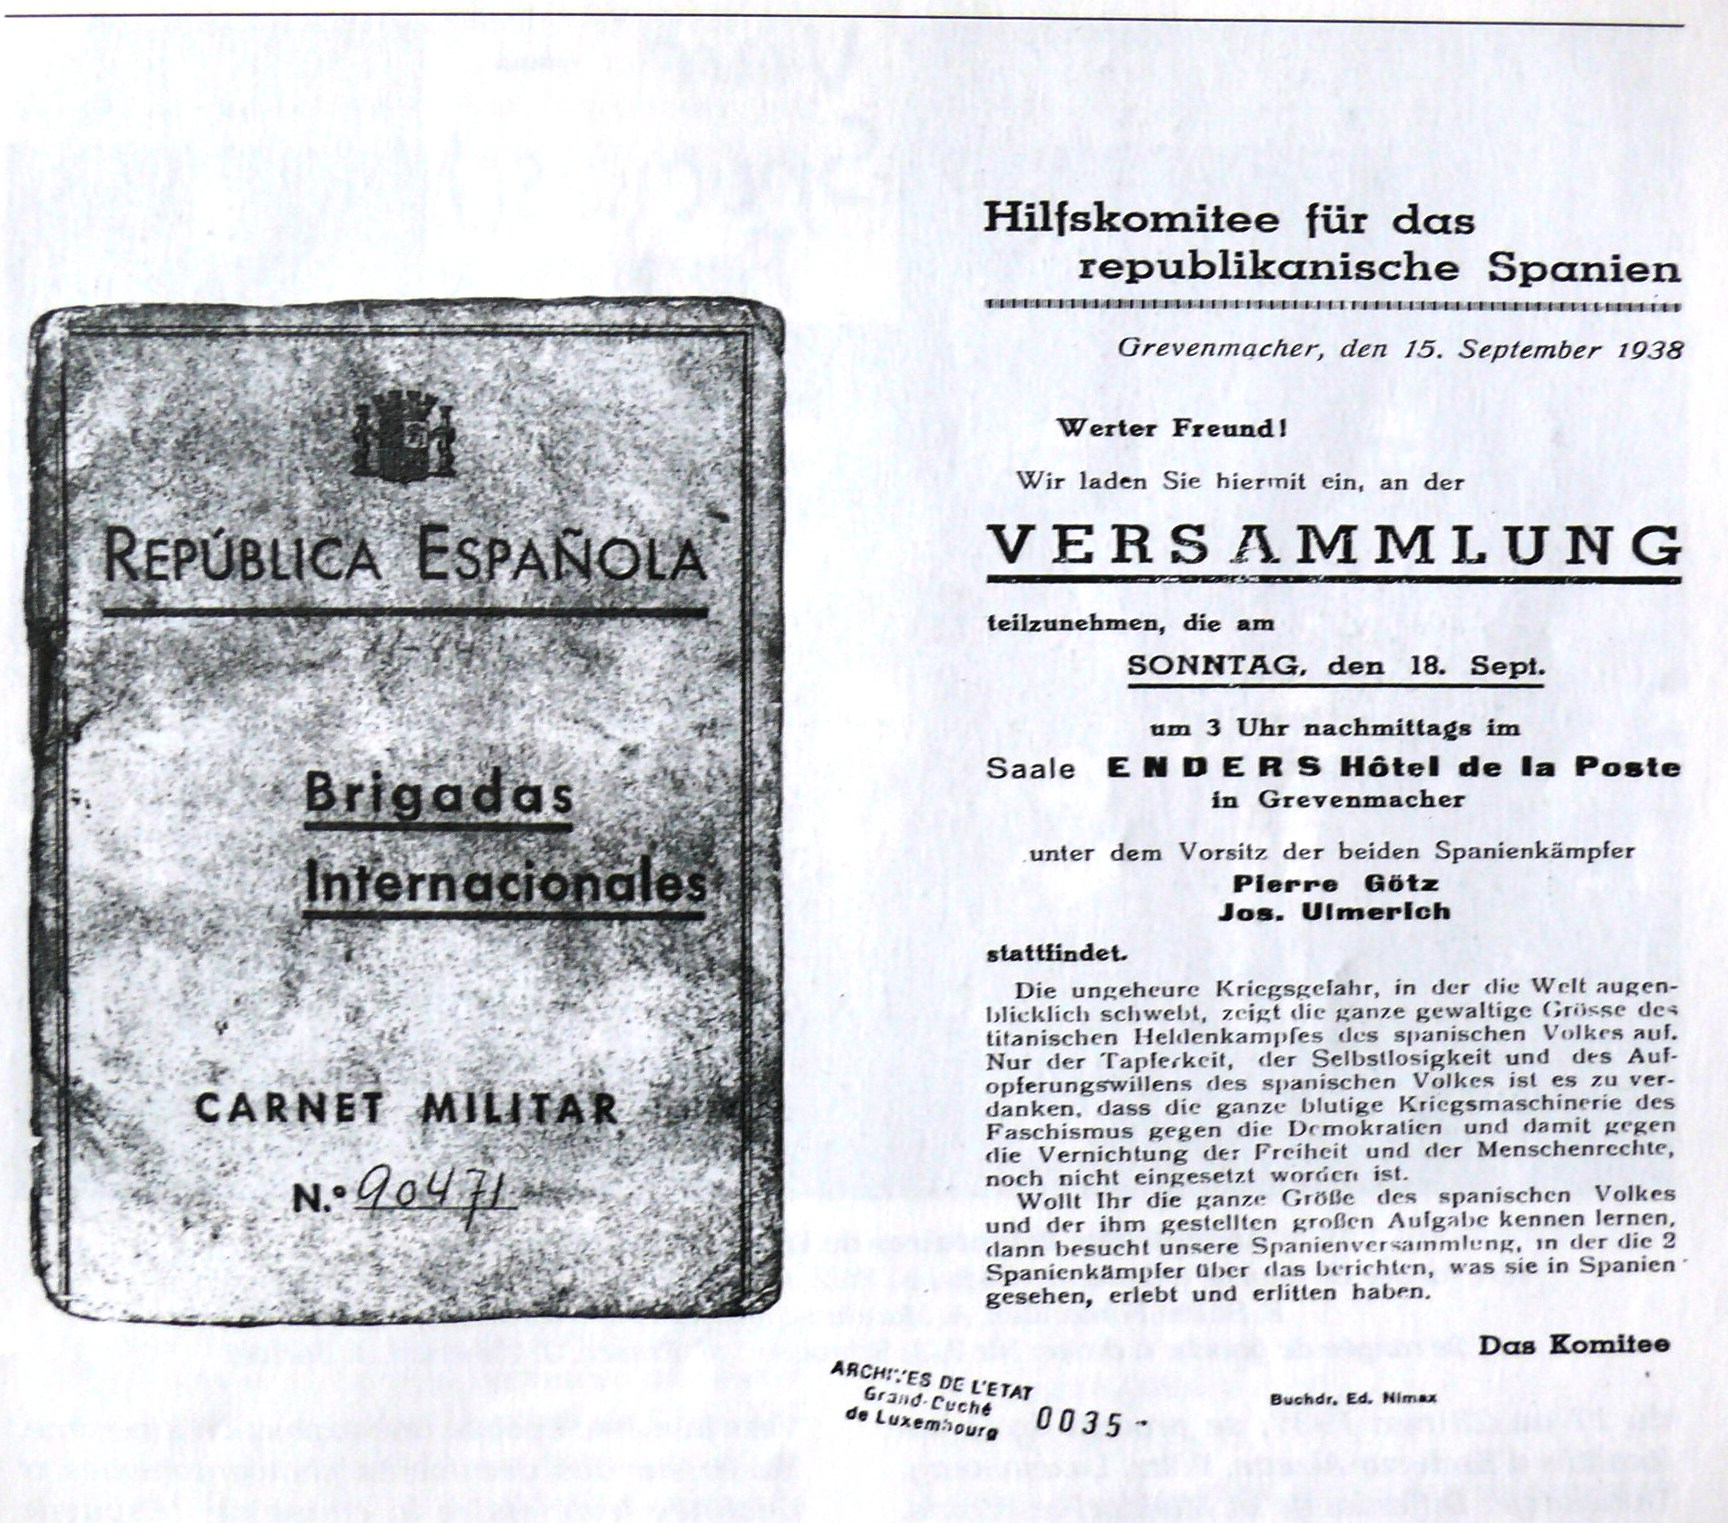 REPÚBLICA ESPAÑOLA
Brigadas
Internacionales
CARNET MILITAR
N.º 90471
Hilfskomitee für das
republikanische Spanien
Grevenmacher, den 15. September 1938
Werter Freund!
Wir laden Sie hiermit ein, an der
VERSAMMLUNG
teilzunehmen, die am
SONNTAG, den 18. Sept.
um 3 Uhr nachmittags im
Saale ENDERS Hôtel de la Poste
in Grevenmacher
unter dem Vorsitz der beiden Spanienkämpfer
Pierre Götz
Jos. Ulmerich
stattfindet.
Die ungeheure Kriegsgefahr, in der die Welt augen-
blicklich schwebt, zeigt die ganze gewaltige Grösse des
titanischen Heldenkampfes des spanischen Volkes auf.
Nur der Tapferkeit, der Selbstlosigkeit und des Auf-
opferungswillens des spanischen Volkes ist es zu ver-
danken, dass die ganze blutige Kriegsmaschinerie des
Faschismus gegen die Demokratien und damit gegen
die Vernichtung der Freiheit und der Menschenrechte,
noch nicht eingesetzt worden ist.
Wollt Ihr die ganze Größe des spanischen Volkes
und der ihm gestellten großen Aufgabe kennen lernen,
dann besucht unsere Spanienversammlung, in der die 2
Spanienkämpfer über das berichten, was sie in Spanien
gesehen, erlebt und erlitten haben.
Das Komitee
Buchdr. Ed. Nimax
ARCHIVES DE L'ETAT
Grand-Duché
de Luxembourg
0035-